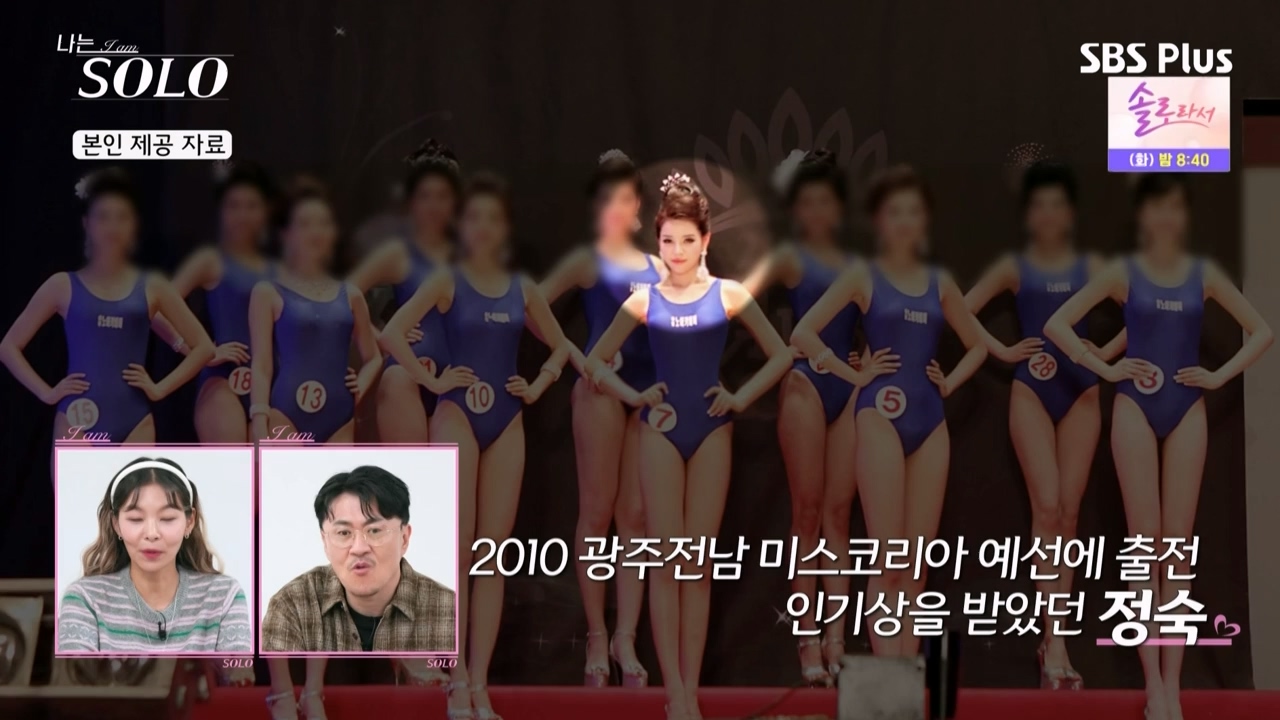 나는 I am
SOLO
본인 제공 자료
SBS Plus
솔로라서
(화) 밤 8:40
15
18
13
10
7
5
28
3
I am
I am
2010 광주전남 미스코리아 예선에 출전
인기상을 받았던 정숙
SOLO
SOLO